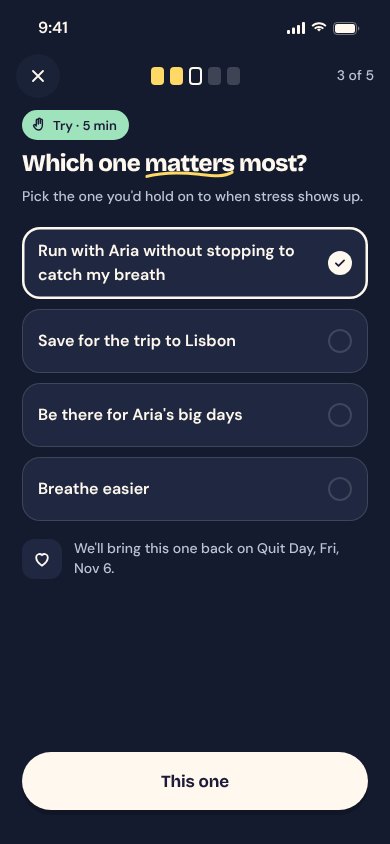 9:41
3 of 5
Try · 5 min
Which one matters most?
Pick the one you'd hold on to when stress shows up.
Run with Aria without stopping to
catch my breath
Save for the trip to Lisbon
Be there for Aria's big days
Breathe easier
We'll bring this one back on Quit Day, Fri,
Nov 6.
This one